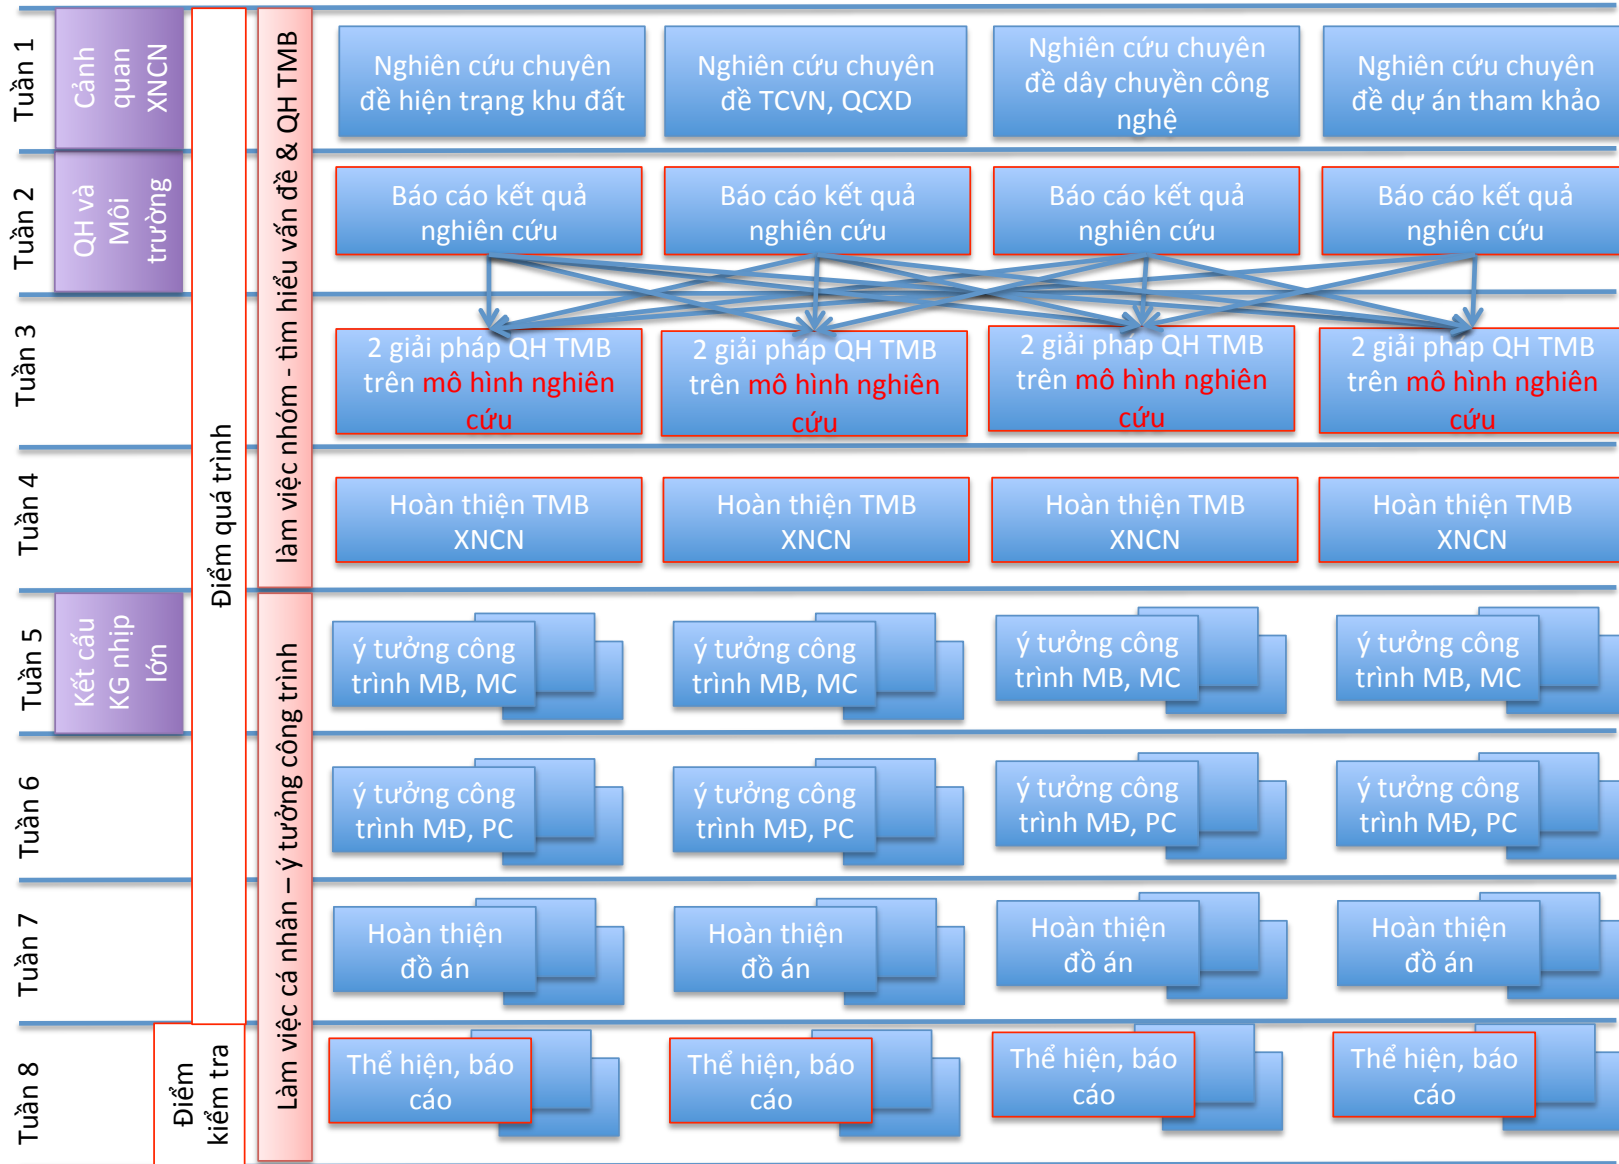 Tuần 1
Cảnh
quan
XNCN
Điểm quá trình
làm việc nhóm - tìm hiểu vấn đề & QH TMB
Nghiên cứu chuyên
đề hiện trạng khu đất
Nghiên cứu chuyên
đề TCVN, QCXD
Nghiên cứu chuyên
đề dây chuyền công
nghệ
Nghiên cứu chuyên
đề dự án tham khảo
Tuần 2
QH và
Môi
trường
Báo cáo kết quả
nghiên cứu
Báo cáo kết quả
nghiên cứu
Báo cáo kết quả
nghiên cứu
Báo cáo kết quả
nghiên cứu
Tuần 3
2 giải pháp QH TMB
trên mô hình nghiên
cứu
2 giải pháp QH TMB
trên mô hình nghiên
cứu
2 giải pháp QH TMB
trên mô hình nghiên
cứu
2 giải pháp QH TMB
trên mô hình nghiên
cứu
Tuần 4
Hoàn thiện TMB
XNCN
Hoàn thiện TMB
XNCN
Hoàn thiện TMB
XNCN
Hoàn thiện TMB
XNCN
Tuần 5
Kết cấu
KG nhịp
lớn
Làm việc cá nhân – ý tưởng công trình
ý tưởng công
trình MB, MC
ý tưởng công
trình MB, MC
ý tưởng công
trình MB, MC
ý tưởng công
trình MB, MC
Tuần 6
ý tưởng công
trình MĐ, PC
ý tưởng công
trình MĐ, PC
ý tưởng công
trình MĐ, PC
ý tưởng công
trình MĐ, PC
Tuần 7
Hoàn thiện
đồ án
Hoàn thiện
đồ án
Hoàn thiện
đồ án
Hoàn thiện
đồ án
Tuần 8
Điểm
kiểm tra
Thể hiện, báo
cáo
Thể hiện, báo
cáo
Thể hiện, báo
cáo
Thể hiện, báo
cáo